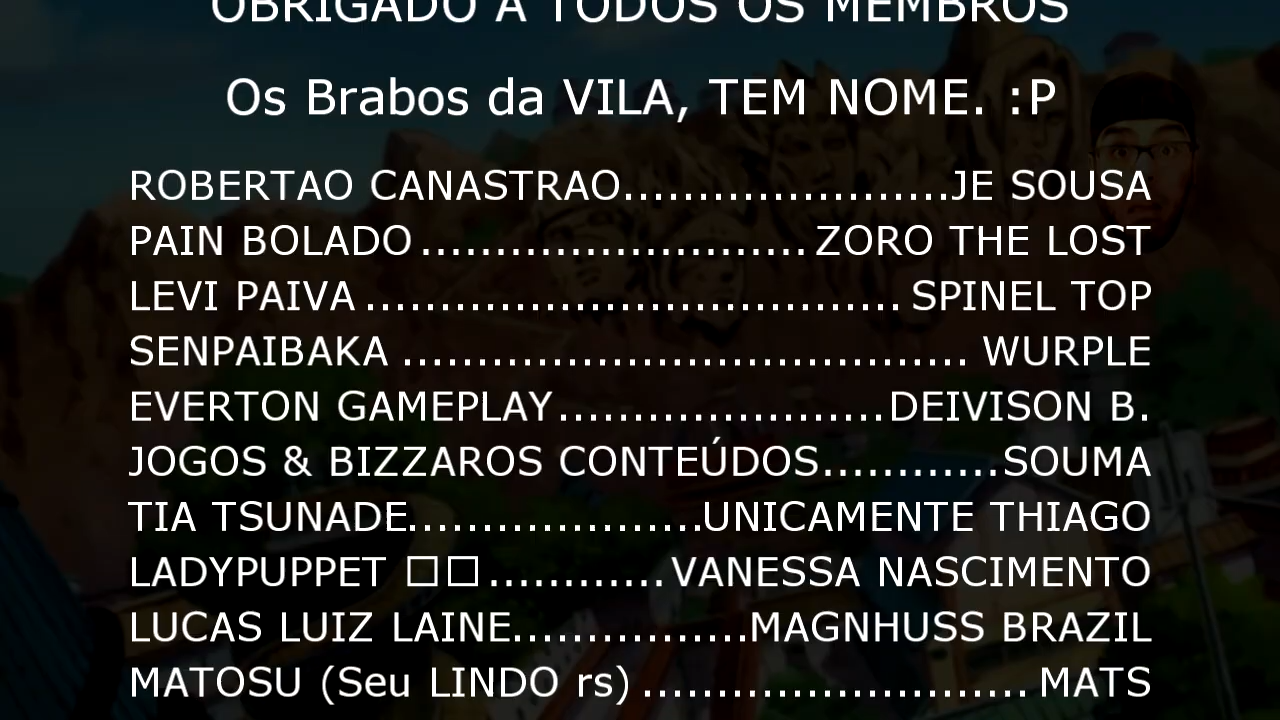 OBRIGADO A TODOS OS MEMBROS
Os Brabos da VILA, TEM NOME. :P
ROBERTAO CANASTRAO......................JE SOUSA
PAIN BOLADO..........................ZORO THE LOST
LEVI PAIVA .................................... SPINEL TOP
SENPAIBAKA ...................................... WURPLE
EVERTON GAMEPLAY......................DEIVISON B.
JOGOS & BIZZAROS CONTEÚDOS............SOUMA
TIA TSUNADE....................UNICAMENTE THIAGO
LADYPUPPET □□............VANESSA NASCIMENTO
LUCAS LUIZ LAINE................MAGNHUSS BRAZIL
MATOSU (Seu LINDO rs) .......................... MATS